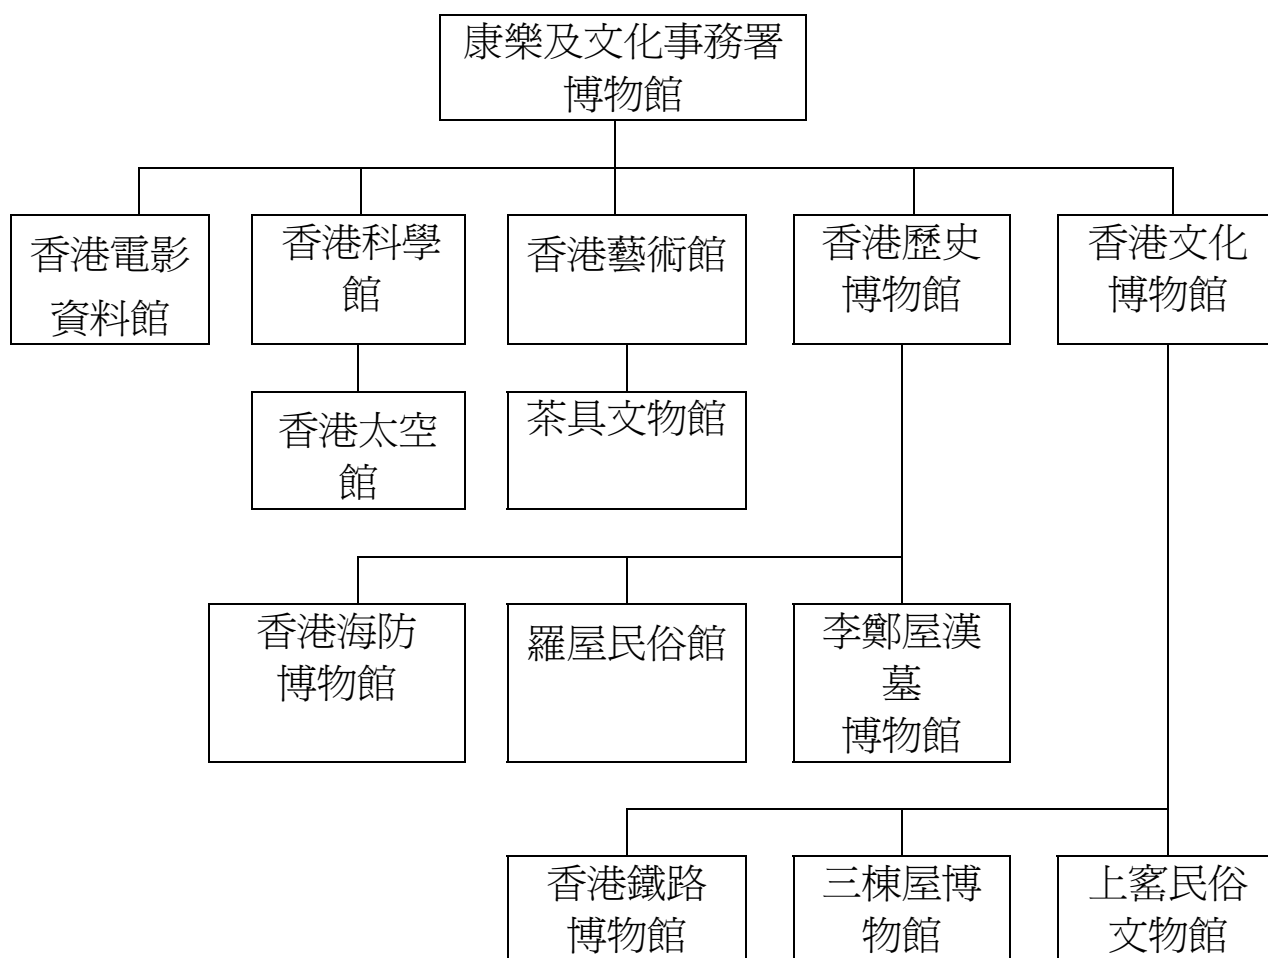 康樂及文化事務署
博物館
香港電影
資料館
香港科學
館
香港藝術館
香港歷史
博物館
香港文化
博物館
香港太空
館
茶具文物館
香港海防
博物館
羅屋民俗館
李鄭屋漢
墓
博物館
香港鐵路
博物館
三棟屋博
物館
上窰民俗
文物館